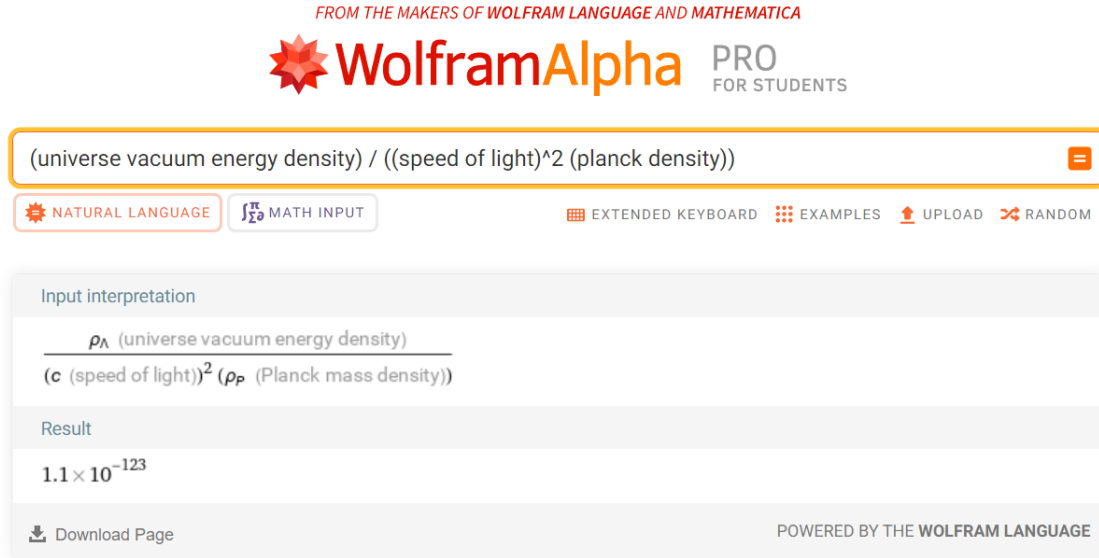 FROM THE MAKERS OF WOLFRAM LANGUAGE AND MATHEMATICA
WolframAlpha PRO
FOR STUDENTS
(universe vacuum energy density) / ((speed of light)^2 (planck density))
=
NATURAL LANGUAGE ∫Σ∂π MATH INPUT EXTENDED KEYBOARD EXAMPLES UPLOAD RANDOM
Input interpretation
ρΛ (universe vacuum energy density)
(c (speed of light))² (ρP (Planck mass density))
Result
1.1×10⁻¹²³
Download Page POWERED BY THE WOLFRAM LANGUAGE